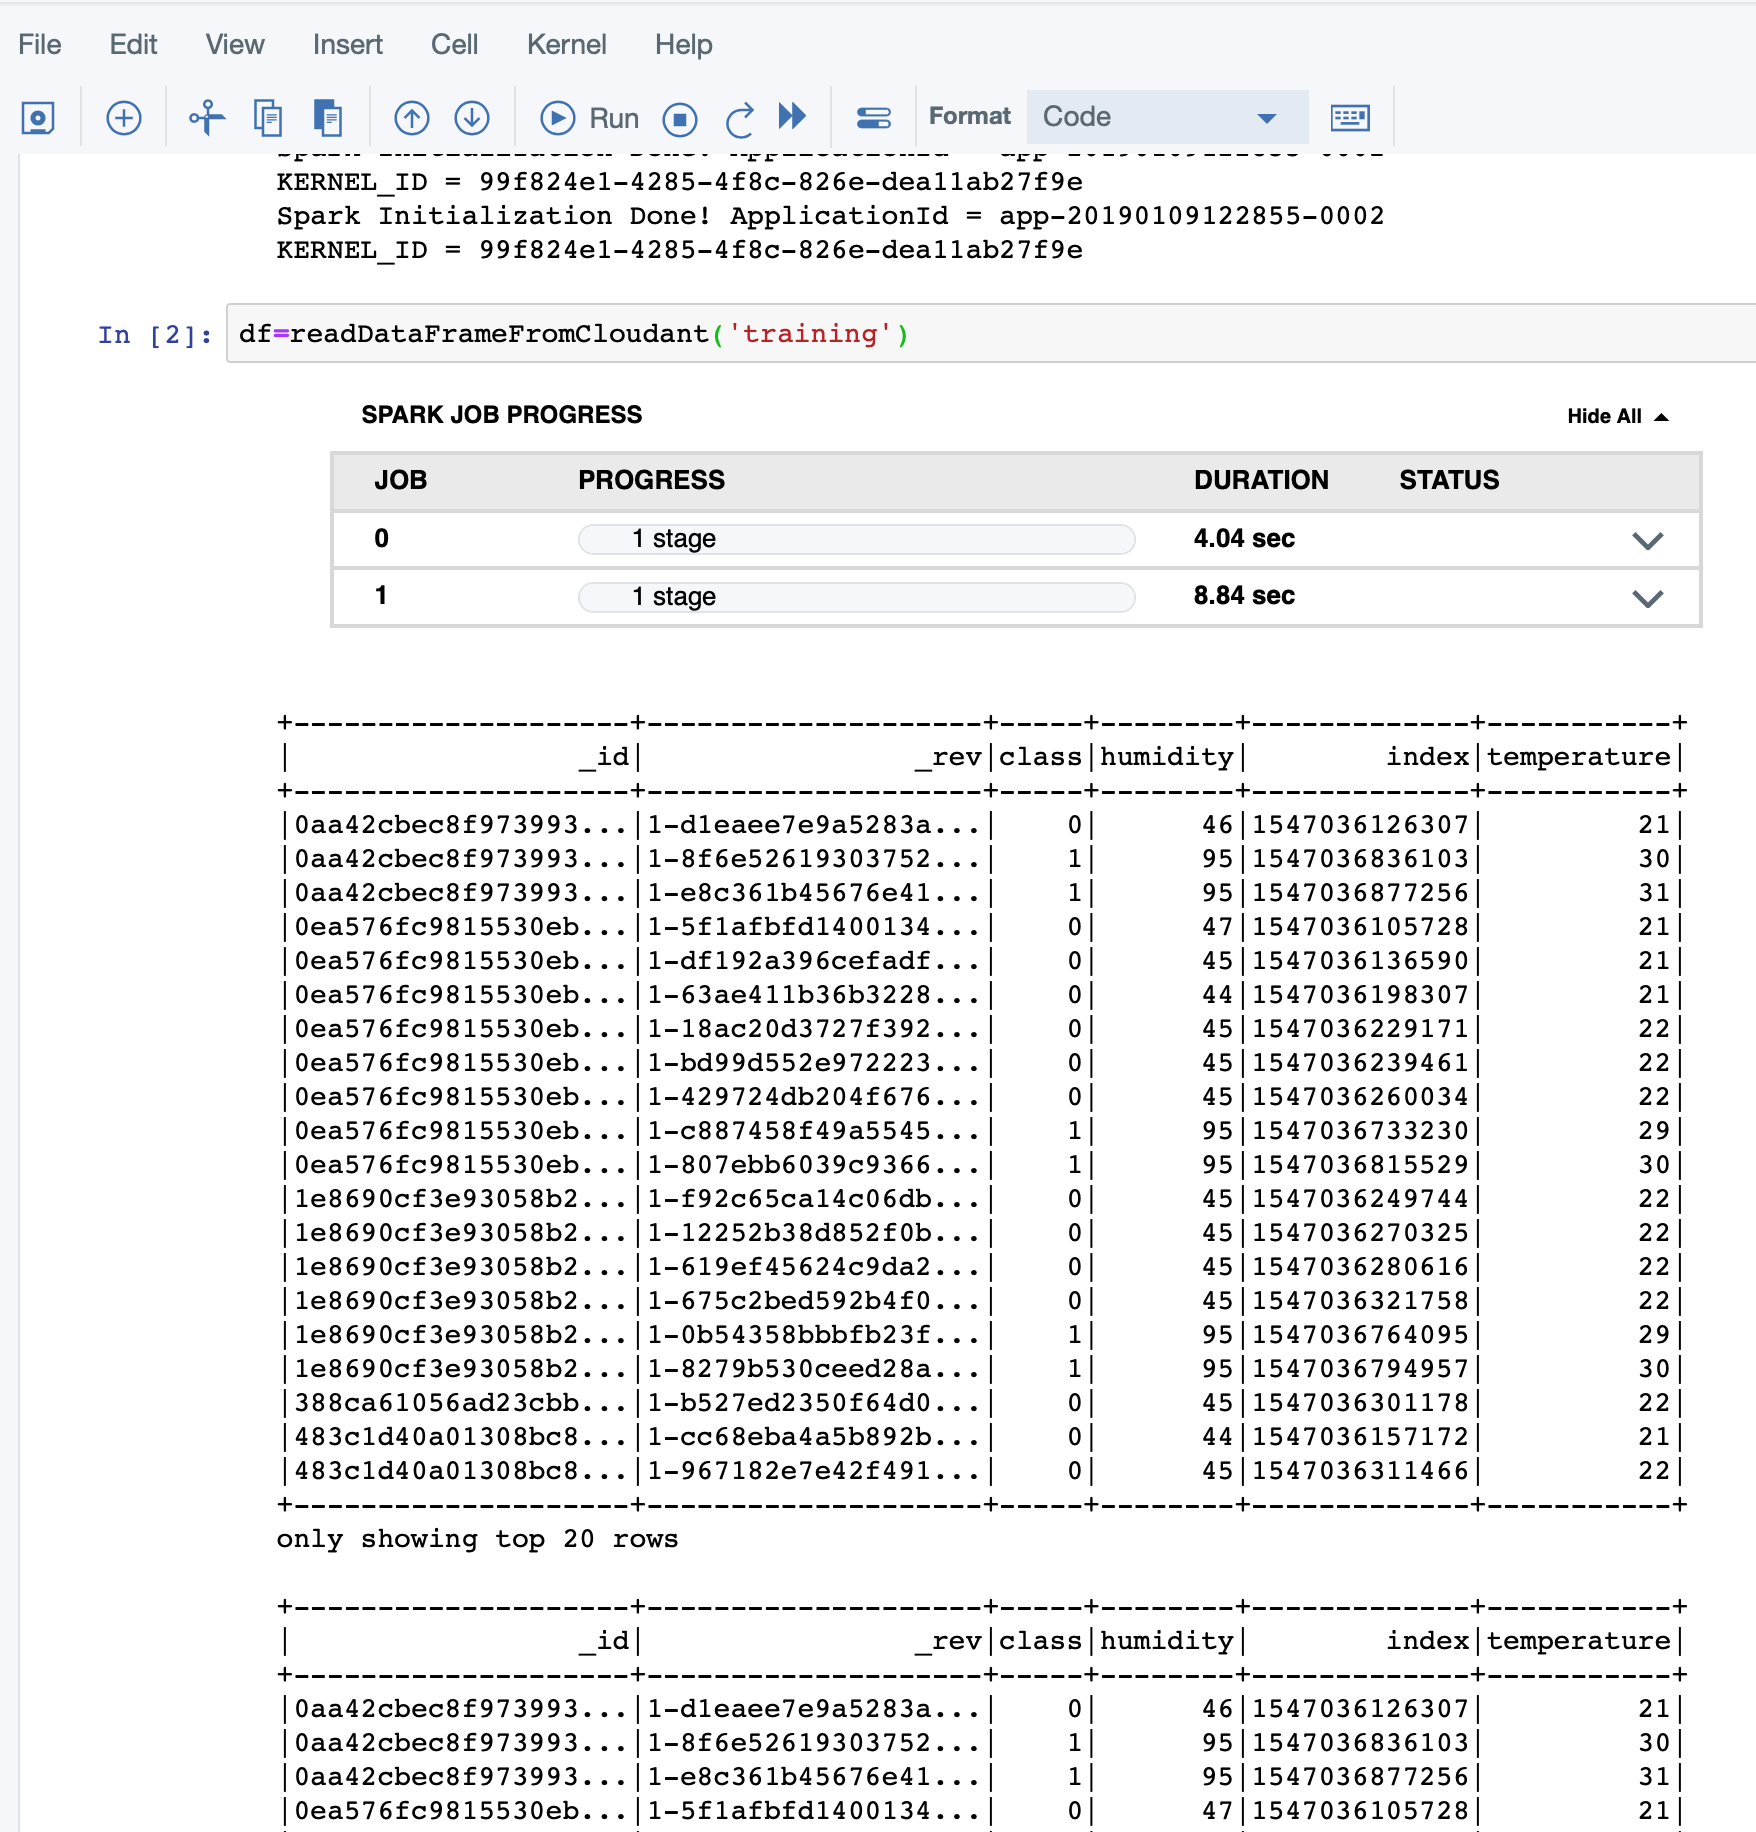 File Edit View Insert Cell Kernel Help
Run Format Code
Spark Initialization Done! ApplicationId = app-20190109122855-0002
KERNEL_ID = 99f824e1-4285-4f8c-826e-dea11ab27f9e
Spark Initialization Done! ApplicationId = app-20190109122855-0002
KERNEL_ID = 99f824e1-4285-4f8c-826e-dea11ab27f9e
In [2]: df=readDataFrameFromCloudant('training')
SPARK JOB PROGRESS Hide All
JOB PROGRESS DURATION STATUS
0 1 stage 4.04 sec
1 1 stage 8.84 sec
+--------------------+--------------------+-----+--------+-------------+-----------+
|                 _id|                _rev|class|humidity|        index|temperature|
+--------------------+--------------------+-----+--------+-------------+-----------+
|0aa42cbec8f973993...|1-d1eaee7e9a5283a...|    0|      46|1547036126307|         21|
|0aa42cbec8f973993...|1-8f6e52619303752...|    1|      95|1547036836103|         30|
|0aa42cbec8f973993...|1-e8c361b45676e41...|    1|      95|1547036877256|         31|
|0ea576fc9815530eb...|1-5f1afbfd1400134...|    0|      47|1547036105728|         21|
|0ea576fc9815530eb...|1-df192a396cefadf...|    0|      45|1547036136590|         21|
|0ea576fc9815530eb...|1-63ae411b36b3228...|    0|      44|1547036198307|         21|
|0ea576fc9815530eb...|1-18ac20d3727f392...|    0|      45|1547036229171|         22|
|0ea576fc9815530eb...|1-bd99d552e972223...|    0|      45|1547036239461|         22|
|0ea576fc9815530eb...|1-429724db204f676...|    0|      45|1547036260034|         22|
|0ea576fc9815530eb...|1-c887458f49a5545...|    1|      95|1547036733230|         29|
|0ea576fc9815530eb...|1-807ebb6039c9366...|    1|      95|1547036815529|         30|
|1e8690cf3e93058b2...|1-f92c65ca14c06db...|    0|      45|1547036249744|         22|
|1e8690cf3e93058b2...|1-12252b38d852f0b...|    0|      45|1547036270325|         22|
|1e8690cf3e93058b2...|1-619ef45624c9da2...|    0|      45|1547036280616|         22|
|1e8690cf3e93058b2...|1-675c2bed592b4f0...|    0|      45|1547036321758|         22|
|1e8690cf3e93058b2...|1-0b54358bbbfb23f...|    1|      95|1547036764095|         29|
|1e8690cf3e93058b2...|1-8279b530ceed28a...|    1|      95|1547036794957|         30|
|388ca61056ad23cbb...|1-b527ed2350f64d0...|    0|      45|1547036301178|         22|
|483c1d40a01308bc8...|1-cc68eba4a5b892b...|    0|      44|1547036157172|         21|
|483c1d40a01308bc8...|1-967182e7e42f491...|    0|      45|1547036311466|         22|
+--------------------+--------------------+-----+--------+-------------+-----------+
only showing top 20 rows
+--------------------+--------------------+-----+--------+-------------+-----------+
|                 _id|                _rev|class|humidity|        index|temperature|
+--------------------+--------------------+-----+--------+-------------+-----------+
|0aa42cbec8f973993...|1-d1eaee7e9a5283a...|    0|      46|1547036126307|         21|
|0aa42cbec8f973993...|1-8f6e52619303752...|    1|      95|1547036836103|         30|
|0aa42cbec8f973993...|1-e8c361b45676e41...|    1|      95|1547036877256|         31|
|0ea576fc9815530eb...|1-5f1afbfd1400134...|    0|      47|1547036105728|         21|